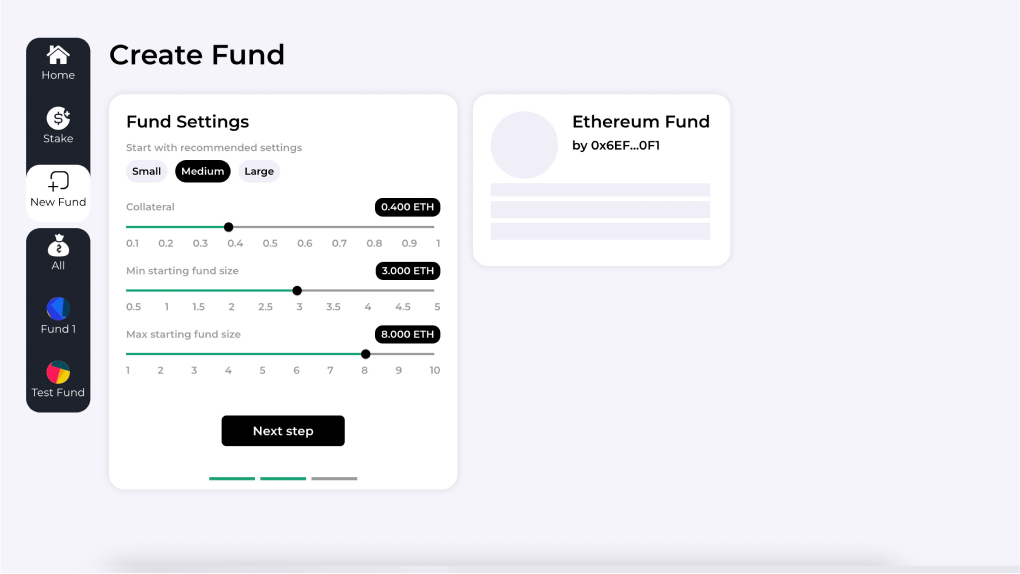 Home
Stake
New Fund
All
Fund 1
Test Fund
Create Fund
Fund Settings
Start with recommended settings
Small Medium Large
Collateral 0.400 ETH
0.1 0.2 0.3 0.4 0.5 0.6 0.7 0.8 0.9 1
Min starting fund size 3.000 ETH
0.5 1 1.5 2 2.5 3 3.5 4 4.5 5
Max starting fund size 8.000 ETH
1 2 3 4 5 6 7 8 9 10
Next step
Ethereum Fund
by 0x6EF...0F1